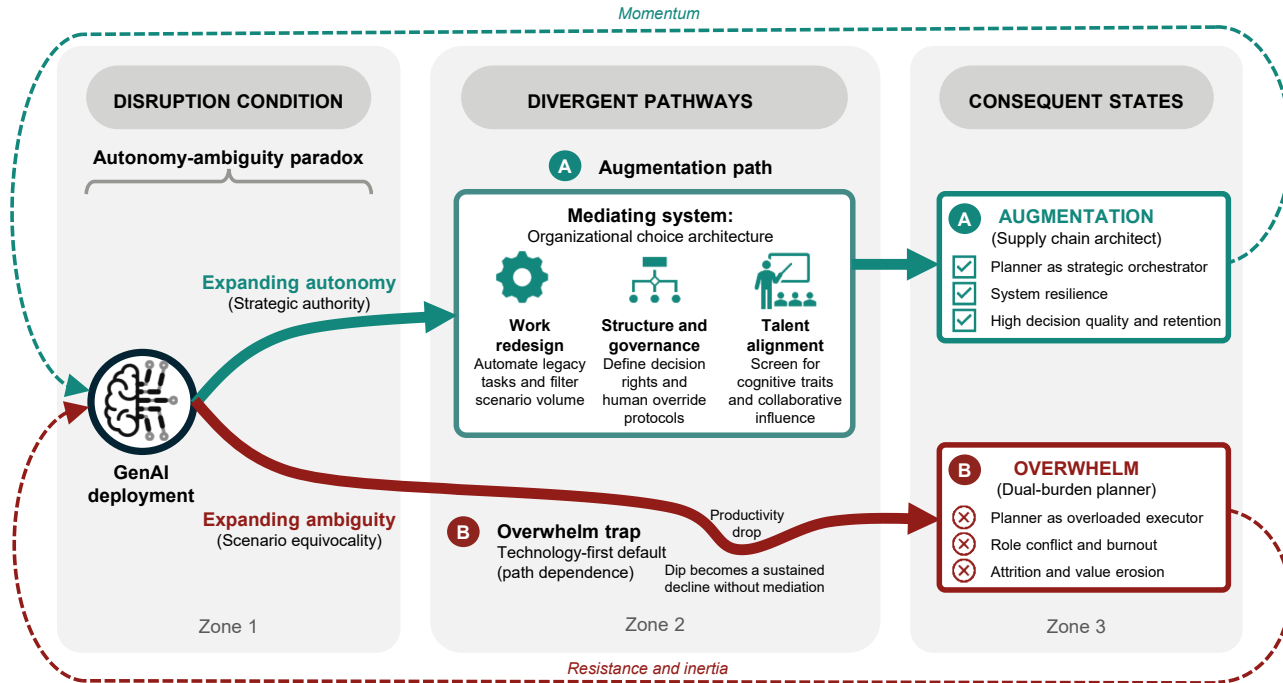 Momentum
DISRUPTION CONDITION
Autonomy-ambiguity paradox
Expanding autonomy
(Strategic authority)
GenAI
deployment
Expanding ambiguity
(Scenario equivocality)
Zone 1
DIVERGENT PATHWAYS
A Augmentation path
Mediating system:
Organizational choice architecture
Work
redesign
Automate legacy
tasks and filter
scenario volume
Structure and
governance
Define decision
rights and
human override
protocols
Talent
alignment
Screen for
cognitive traits
and collaborative
influence
B Overwhelm trap
Technology-first default
(path dependence)
Productivity
drop
Dip becomes a sustained
decline without mediation
Zone 2
CONSEQUENT STATES
A AUGMENTATION
(Supply chain architect)
Planner as strategic orchestrator
System resilience
High decision quality and retention
B OVERWHELM
(Dual-burden planner)
Planner as overloaded executor
Role conflict and burnout
Attrition and value erosion
Zone 3
Resistance and inertia